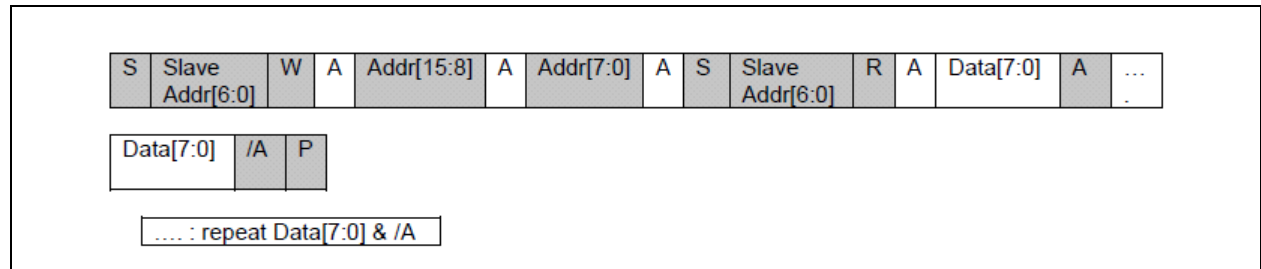 S Slave W A Addr[15:8] A Addr[7:0] A S Slave R A Data[7:0] A …
Addr[6:0] Addr[6:0] .
Data[7:0] /A P
…. : repeat Data[7:0] & /A